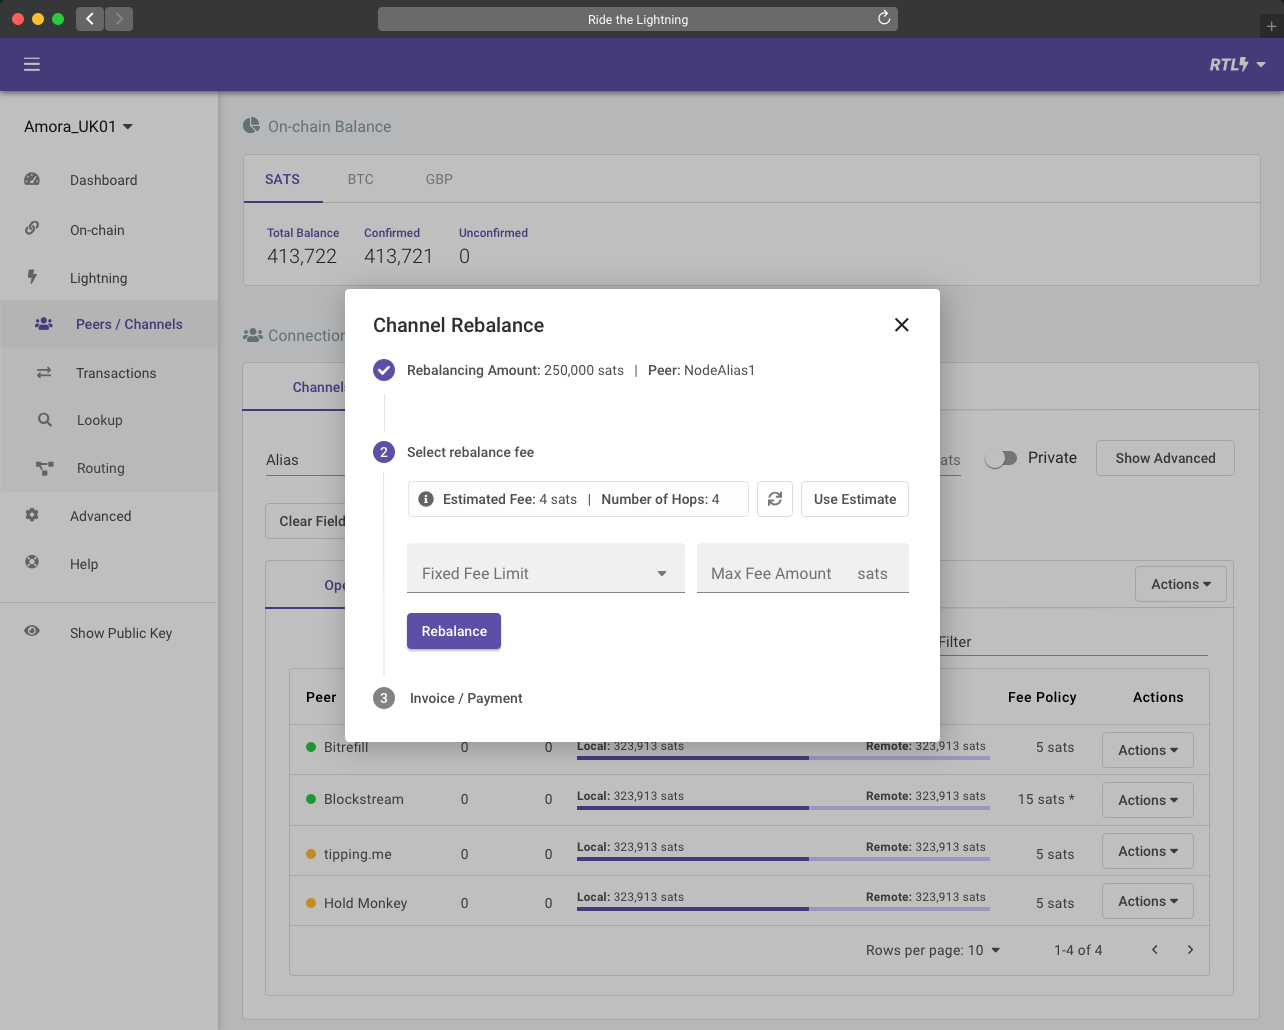 Ride the Lightning
RTL
Amora_UK01
Dashboard
On-chain
Lightning
Peers / Channels
Transactions
Lookup
Routing
Advanced
Help
Show Public Key
On-chain Balance
SATS BTC GBP
Total Balance Confirmed Unconfirmed
413,722 413,721 0
Connection
Channels
Alias
ats Private Show Advanced
Clear Field
Ope
Actions
Filter
Channel Rebalance
Rebalancing Amount: 250,000 sats | Peer: NodeAlias1
2 Select rebalance fee
Estimated Fee: 4 sats | Number of Hops: 4 Use Estimate
Fixed Fee Limit Max Fee Amount sats
Rebalance
3 Invoice / Payment
Peer Fee Policy Actions
Bitrefill 0 0 Local: 323,913 sats Remote: 323,913 sats 5 sats Actions
Blockstream 0 0 Local: 323,913 sats Remote: 323,913 sats 15 sats * Actions
tipping.me 0 0 Local: 323,913 sats Remote: 323,913 sats 5 sats Actions
Hold Monkey 0 0 Local: 323,913 sats Remote: 323,913 sats 5 sats Actions
Rows per page: 10 1-4 of 4